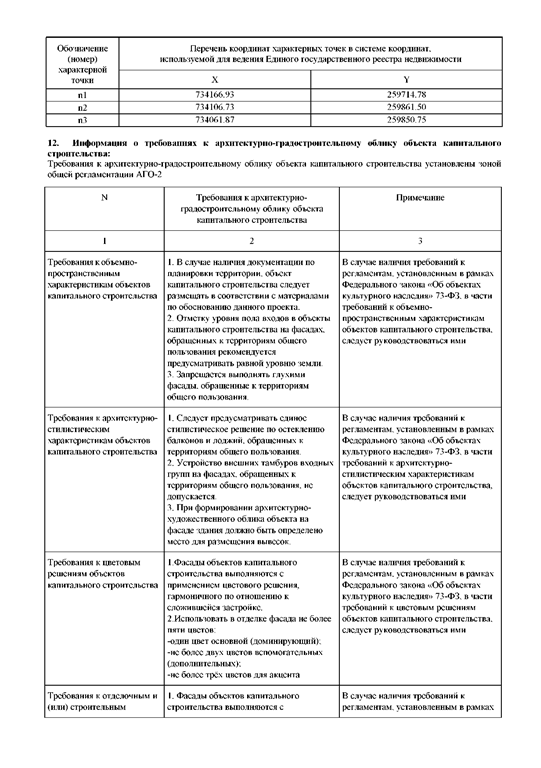 Обозначение
(номер)
характерной
точки
Перечень координат характерных точек в системе координат,
используемой для ведения Единого государственного реестра недвижимости
X
Y
п1
734166.93
259714.78
п2
734106.73
259861.50
п3
734061.87
259850.75
12. Информация о требованиях к архитектурно-градостроительному облику объекта капитального
строительства:
Требования к архитектурно-градостроительному облику объекта капитального строительства установлены зоной
общей регламентации АГО-2
N
Требования к архитектурно-
градостроительному облику объекта
капитального строительства
Примечание
1
2
3
Требования к объемно-
пространственным
характеристикам объектов
капитального строительства
1. В случае наличия документации по
планировки территории, объект
капитального строительства следует
размещать в соответствии с материалами
по обоснованию данного проекта.
2. Отметку уровня пола входов в объекты
капитального строительства на фасадах,
обращенных к территориям общего
пользования рекомендуется
предусматривать равной уровню земли.
3. Запрещается выполнять глухими
фасады, обращенные к территориям
общего пользования.
В случае наличия требований к
регламентам, установленным в рамках
Федерального закона «Об объектах
культурного наследия» 73-ФЗ, в части
требований к объемно-
пространственным характеристикам
объектов капитального строительства,
следует руководствоваться ими
Требования к архитектурно-
стилистическим
характеристикам объектов
капитального строительства
1. Следует предусматривать единое
стилистическое решение по остеклению
балконов и лоджий, обращенных к
территориям общего пользования.
2. Устройство внешних тамбуров входных
групп на фасадах, обращенных к
территориям общего пользования, не
допускается.
3. При формировании архитектурно-
художественного облика объекта на
фасаде здания должно быть определено
место для размещения вывесок.
В случае наличия требований к
регламентам, установленным в рамках
Федерального закона «Об объектах
культурного наследия» 73-ФЗ, в части
требований к архитектурно-
стилистическим характеристикам
объектов капитального строительства,
следует руководствоваться ими
Требования к цветовым
решениям объектов
капитального строительства
1.Фасады объектов капитального
строительства выполняются с
применением цветового решения,
гармоничного по отношению к
сложившейся застройке.
2.Использовать в отделке фасада не более
пяти цветов:
-один цвет основной (доминирующий);
-не более двух цветов вспомогательных
(дополнительных);
-не более трёх цветов для акцента
В случае наличия требований к
регламентам, установленным в рамках
Федерального закона «Об объектах
культурного наследия» 73-ФЗ, в части
требований к цветовым решениям
объектов капитального строительства,
следует руководствоваться ими
Требования к отделочным и
(или) строительным
1. Фасады объектов капитального
строительства выполняются с
В случае наличия требований к
регламентам, установленным в рамках